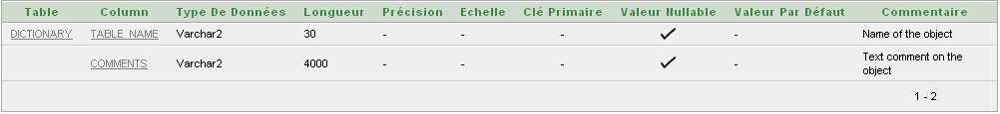 Table Column Type De Données Longueur Précision Echelle Clé Primaire Valeur Nullable Valeur Par Défaut Commentaire
DICTIONARY TABLE_NAME Varchar2 30 - - - - Name of the object
COMMENTS Varchar2 4000 - - - - Text comment on the
object
1 - 2